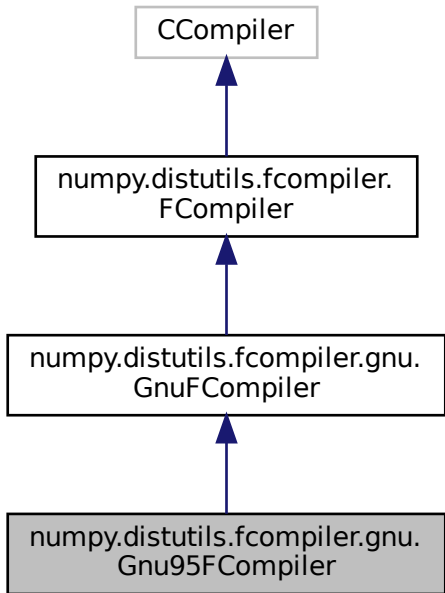 CCompiler
numpy.distutils.fcompiler.
FCompiler
numpy.distutils.fcompiler.gnu.
GnuFCompiler
numpy.distutils.fcompiler.gnu.
Gnu95FCompiler